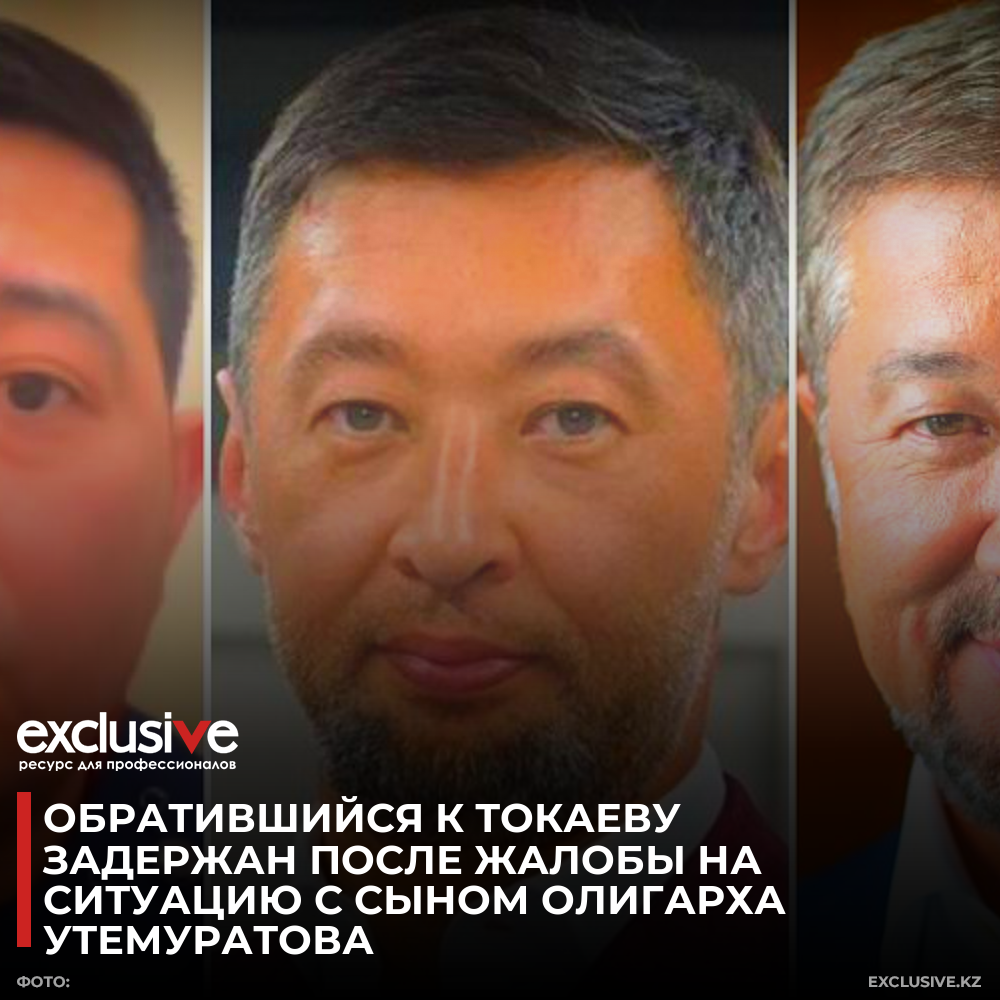 exclusive
ресурс для профессионалов
ОБРАТИВШИЙСЯ К ТОКАЕВУ
ЗАДЕРЖАН ПОСЛЕ ЖАЛОБЫ НА
СИТУАЦИЮ С СЫНОМ ОЛИГАРХА
УТЕМУРАТОВА
ФОТО:
EXCLUSIVE.KZ